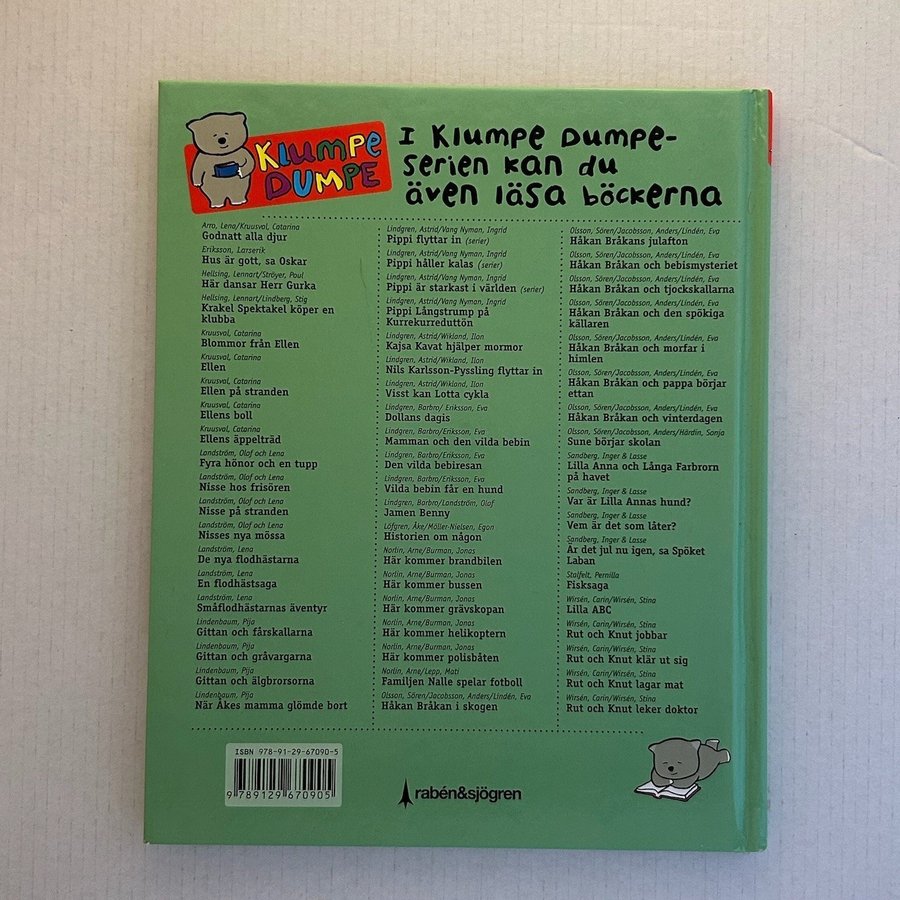 KLUMPE
DUMPE
I KLUMPE DUMPE-
serien kan du
även läsa böckerna
Arro, Lena/Kruusval, Catarina
Godnatt alla djur
Eriksson, Larserik
Hus är gott, sa Oskar
Hellsing, Lennart/Ströyer, Poul
Här dansar Herr Gurka
Hellsing, Lennart/Lindberg, Stig
Krakel Spektakel köper en
klubba
Kruusval, Catarina
Blommor från Ellen
Kruusval, Catarina
Ellen
Kruusval, Catarina
Ellen på stranden
Kruusval, Catarina
Ellens boll
Kruusval, Catarina
Ellens äppelträd
Landström, Olof och Lena
Fyra hönor och en tupp
Landström, Olof och Lena
Nisse hos frisören
Landström, Olof och Lena
Nisse på stranden
Landström, Olof och Lena
Nisses nya mössa
Landström, Lena
De nya flodhästarna
Landström, Lena
En flodhästsaga
Landström, Lena
Småflodhästarnas äventyr
Lindenbaum, Pija
Gittan och fårskallarna
Lindenbaum, Pija
Gittan och gråvargarna
Lindenbaum, Pija
Gittan och älgbrorsorna
Lindenbaum, Pija
När Åkes mamma glömde bort
Lindgren, Astrid/Vang Nyman, Ingrid
Pippi flyttar in (serier)
Lindgren, Astrid/Vang Nyman, Ingrid
Pippi håller kalas (serier)
Lindgren, Astrid/Vang Nyman, Ingrid
Pippi är starkast i världen (serier)
Lindgren, Astrid/Vang Nyman, Ingrid
Pippi Långstrump på
Kurrekurreduttön
Lindgren, Astrid/Wikland, Ilon
Kajsa Kavat hjälper mormor
Lindgren, Astrid/Wikland, Ilon
Nils Karlsson-Pyssling flyttar in
Lindgren, Astrid/Wikland, Ilon
Visst kan Lotta cykla
Lindgren, Barbro/ Eriksson, Eva
Dollans dagis
Lindgren, Barbro/Eriksson, Eva
Mamman och den vilda bebin
Lindgren, Barbro/Eriksson, Eva
Den vilda bebiresan
Lindgren, Barbro/Eriksson, Eva
Vilda bebin får en hund
Lindgren, Barbro/Landström, Olof
Jamen Benny
Löfgren, Åke/Möller-Nielsen, Egon
Historien om någon
Norlin, Arne/Burman, Jonas
Här kommer brandbilen
Norlin, Arne/Burman, Jonas
Här kommer bussen
Norlin, Arne/Burman, Jonas
Här kommer grävskopan
Norlin, Arne/Burman, Jonas
Här kommer helikoptern
Norlin, Arne/Burman, Jonas
Här kommer polisbåten
Norlin, Arne/Lepp, Mati
Familjen Nalle spelar fotboll
Olsson, Sören/Jacobsson, Anders/Lindén, Eva
Håkan Bråkan i skogen
Olsson, Sören/Jacobsson, Anders/Lindén, Eva
Håkan Bråkans julafton
Olsson, Sören/Jacobsson, Anders/Lindén, Eva
Håkan Bråkan och bebismysteriet
Olsson, Sören/Jacobsson, Anders/Lindén, Eva
Håkan Bråkan och tjockskallarna
Olsson, Sören/Jacobsson, Anders/Lindén, Eva
Håkan Bråkan och den spökiga
källaren
Olsson, Sören/Jacobsson, Anders/Lindén, Eva
Håkan Bråkan och morfar i
himlen
Olsson, Sören/Jacobsson, Anders/Lindén, Eva
Håkan Bråkan och pappa börjar
ettan
Olsson, Sören/Jacobsson, Anders/Lindén, Eva
Håkan Bråkan och vinterdagen
Olsson, Sören/Jacobsson, Anders/Härdin, Sonja
Sune börjar skolan
Sandberg, Inger & Lasse
Lilla Anna och Långa Farbrorn
på havet
Sandberg, Inger & Lasse
Var är Lilla Annas hund?
Sandberg, Inger & Lasse
Vem är det som låter?
Sandberg, Inger & Lasse
Är det jul nu igen, sa Spöket
Laban
Stalfelt, Pernilla
Fisksaga
Wirsén, Carin/Wirsén, Stina
Lilla ABC
Wirsén, Carin/Wirsén, Stina
Rut och Knut jobbar
Wirsén, Carin/Wirsén, Stina
Rut och Knut klär ut sig
Wirsén, Carin/Wirsén, Stina
Rut och Knut lagar mat
Wirsén, Carin/Wirsén, Stina
Rut och Knut leker doktor
ISBN 978-91-29-67090-5
9 789129 670905
rabén&sjögren